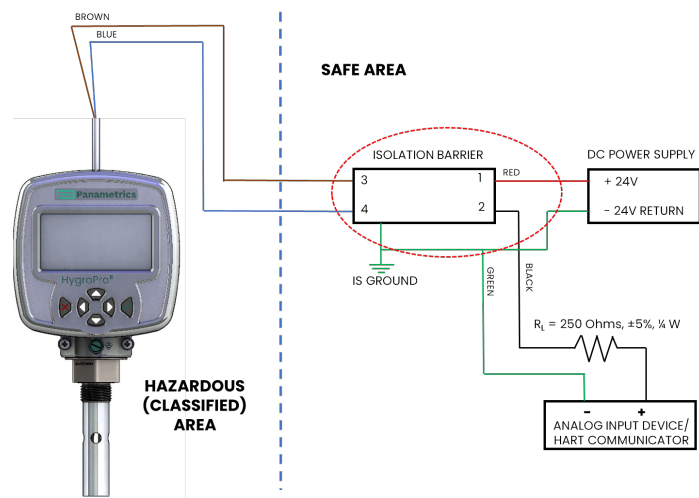 BROWN
BLUE
SAFE AREA
ISOLATION BARRIER
DC POWER SUPPLY
3
1
RED
+ 24V
4
2
- 24V RETURN
Panametrics
HygroPro®
IS GROUND
GREEN
BLACK
R_L = 250 Ohms, ±5%, ¼ W
HAZARDOUS
(CLASSIFIED)
AREA
- +
ANALOG INPUT DEVICE/
HART COMMUNICATOR